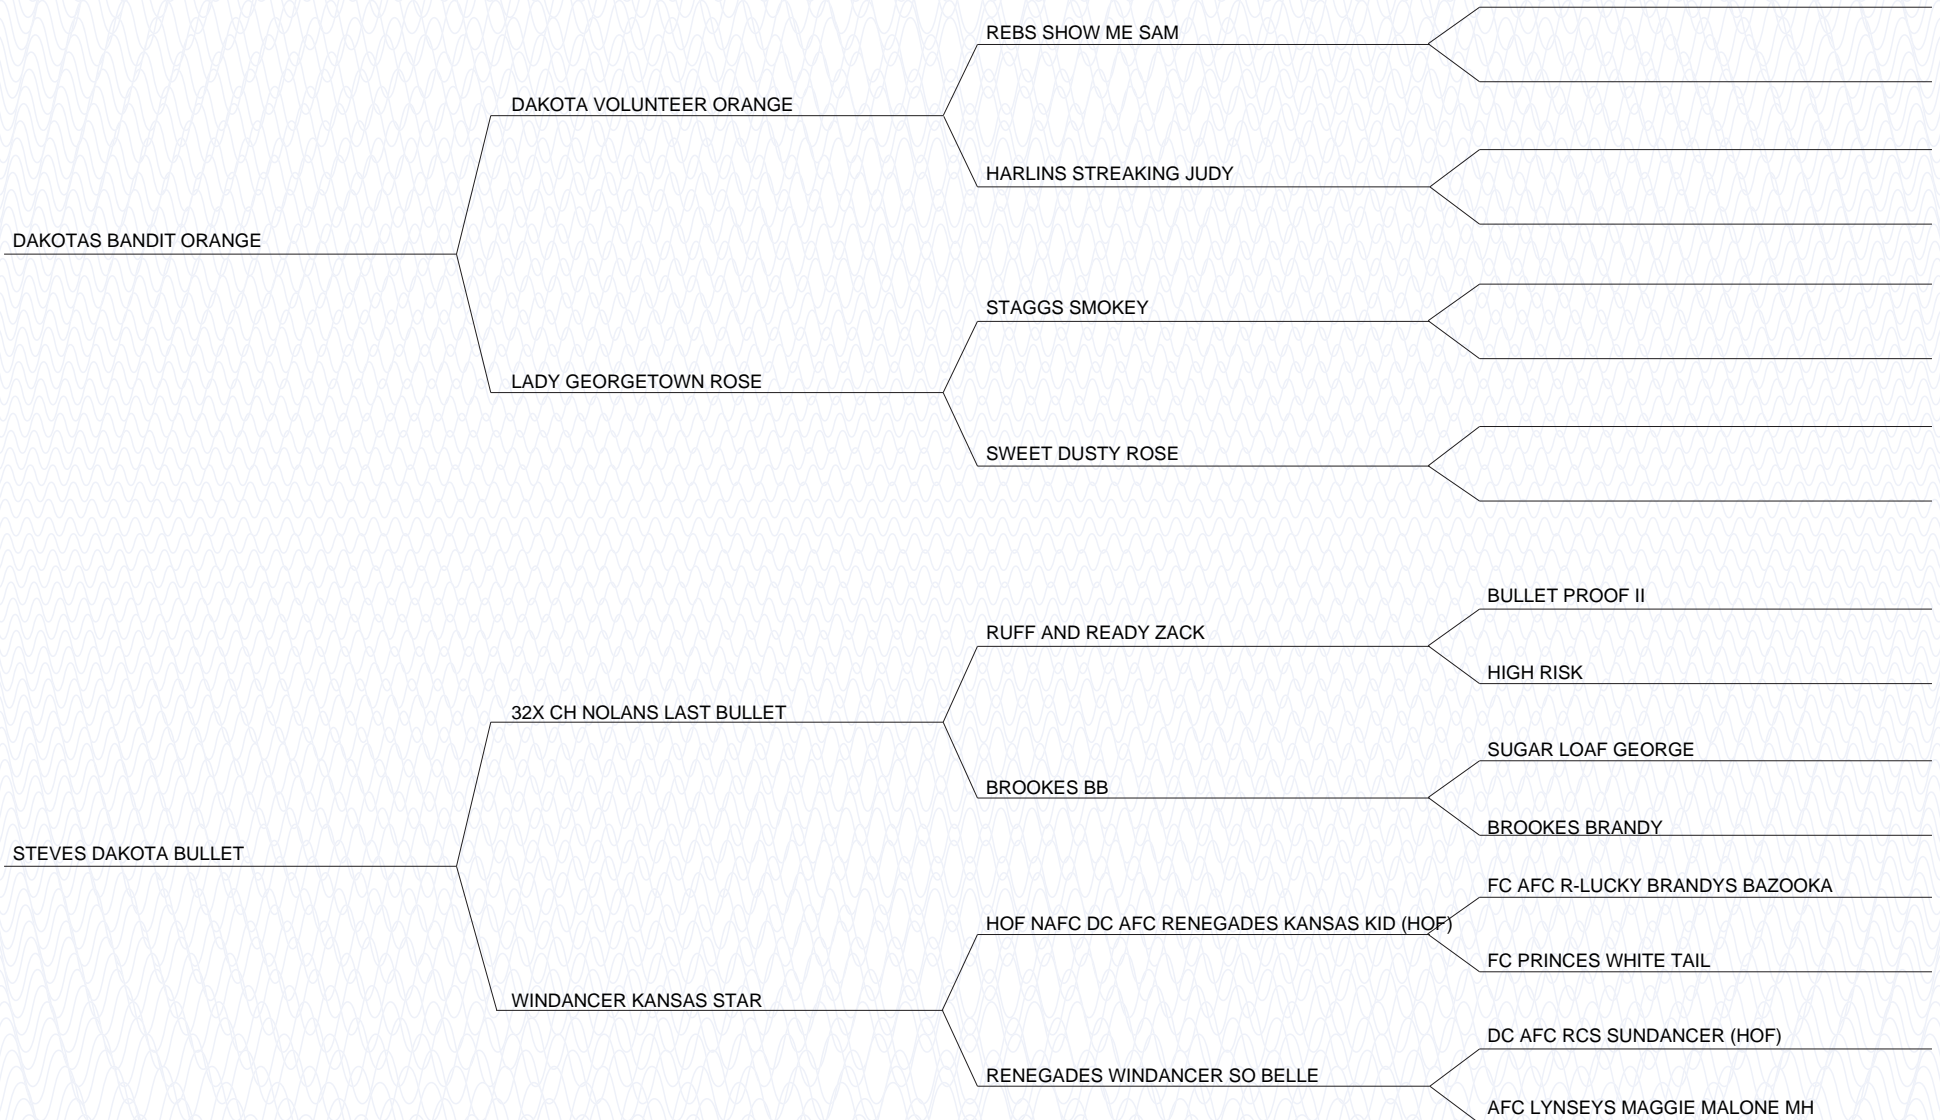 REBS SHOW ME SAM
DAKOTA VOLUNTEER ORANGE
HARLINS STREAKING JUDY
DAKOTAS BANDIT ORANGE
STAGGS SMOKEY
LADY GEORGETOWN ROSE
SWEET DUSTY ROSE
BULLET PROOF II
RUFF AND READY ZACK
HIGH RISK
32X CH NOLANS LAST BULLET
SUGAR LOAF GEORGE
BROOKES BB
BROOKES BRANDY
STEVES DAKOTA BULLET
FC AFC R-LUCKY BRANDYS BAZOOKA
HOF NAFC DC AFC RENEGADES KANSAS KID (HOF)
FC PRINCES WHITE TAIL
WINDANCER KANSAS STAR
DC AFC RCS SUNDANCER (HOF)
RENEGADES WINDANCER SO BELLE
AFC LYNSEYS MAGGIE MALONE MH